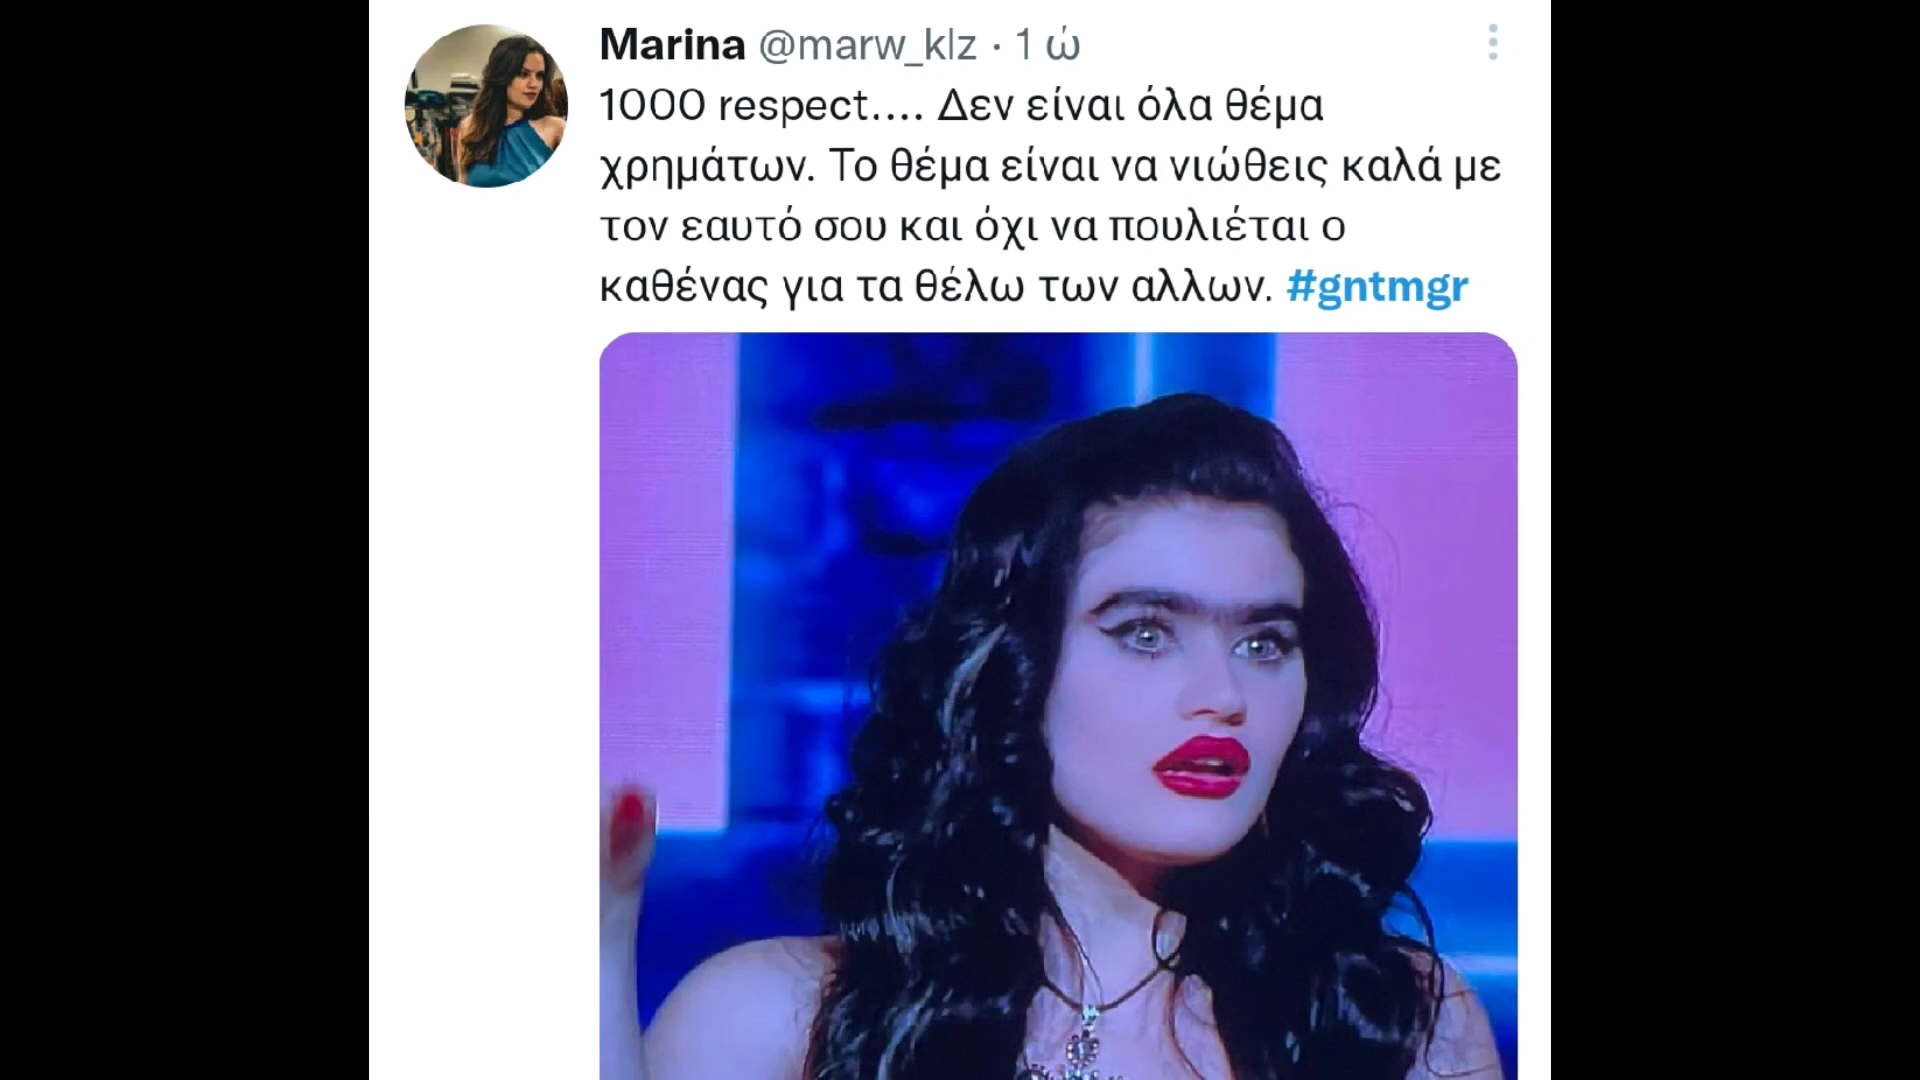 Marina @marw_klz · 1 ώ
1000 respect.... Δεν είναι όλα θέμα
χρημάτων. Το θέμα είναι να νιώθεις καλά με
τον εαυτό σου και όχι να πουλιέται ο
καθένας για τα θέλω των αλλων. #gntmgr